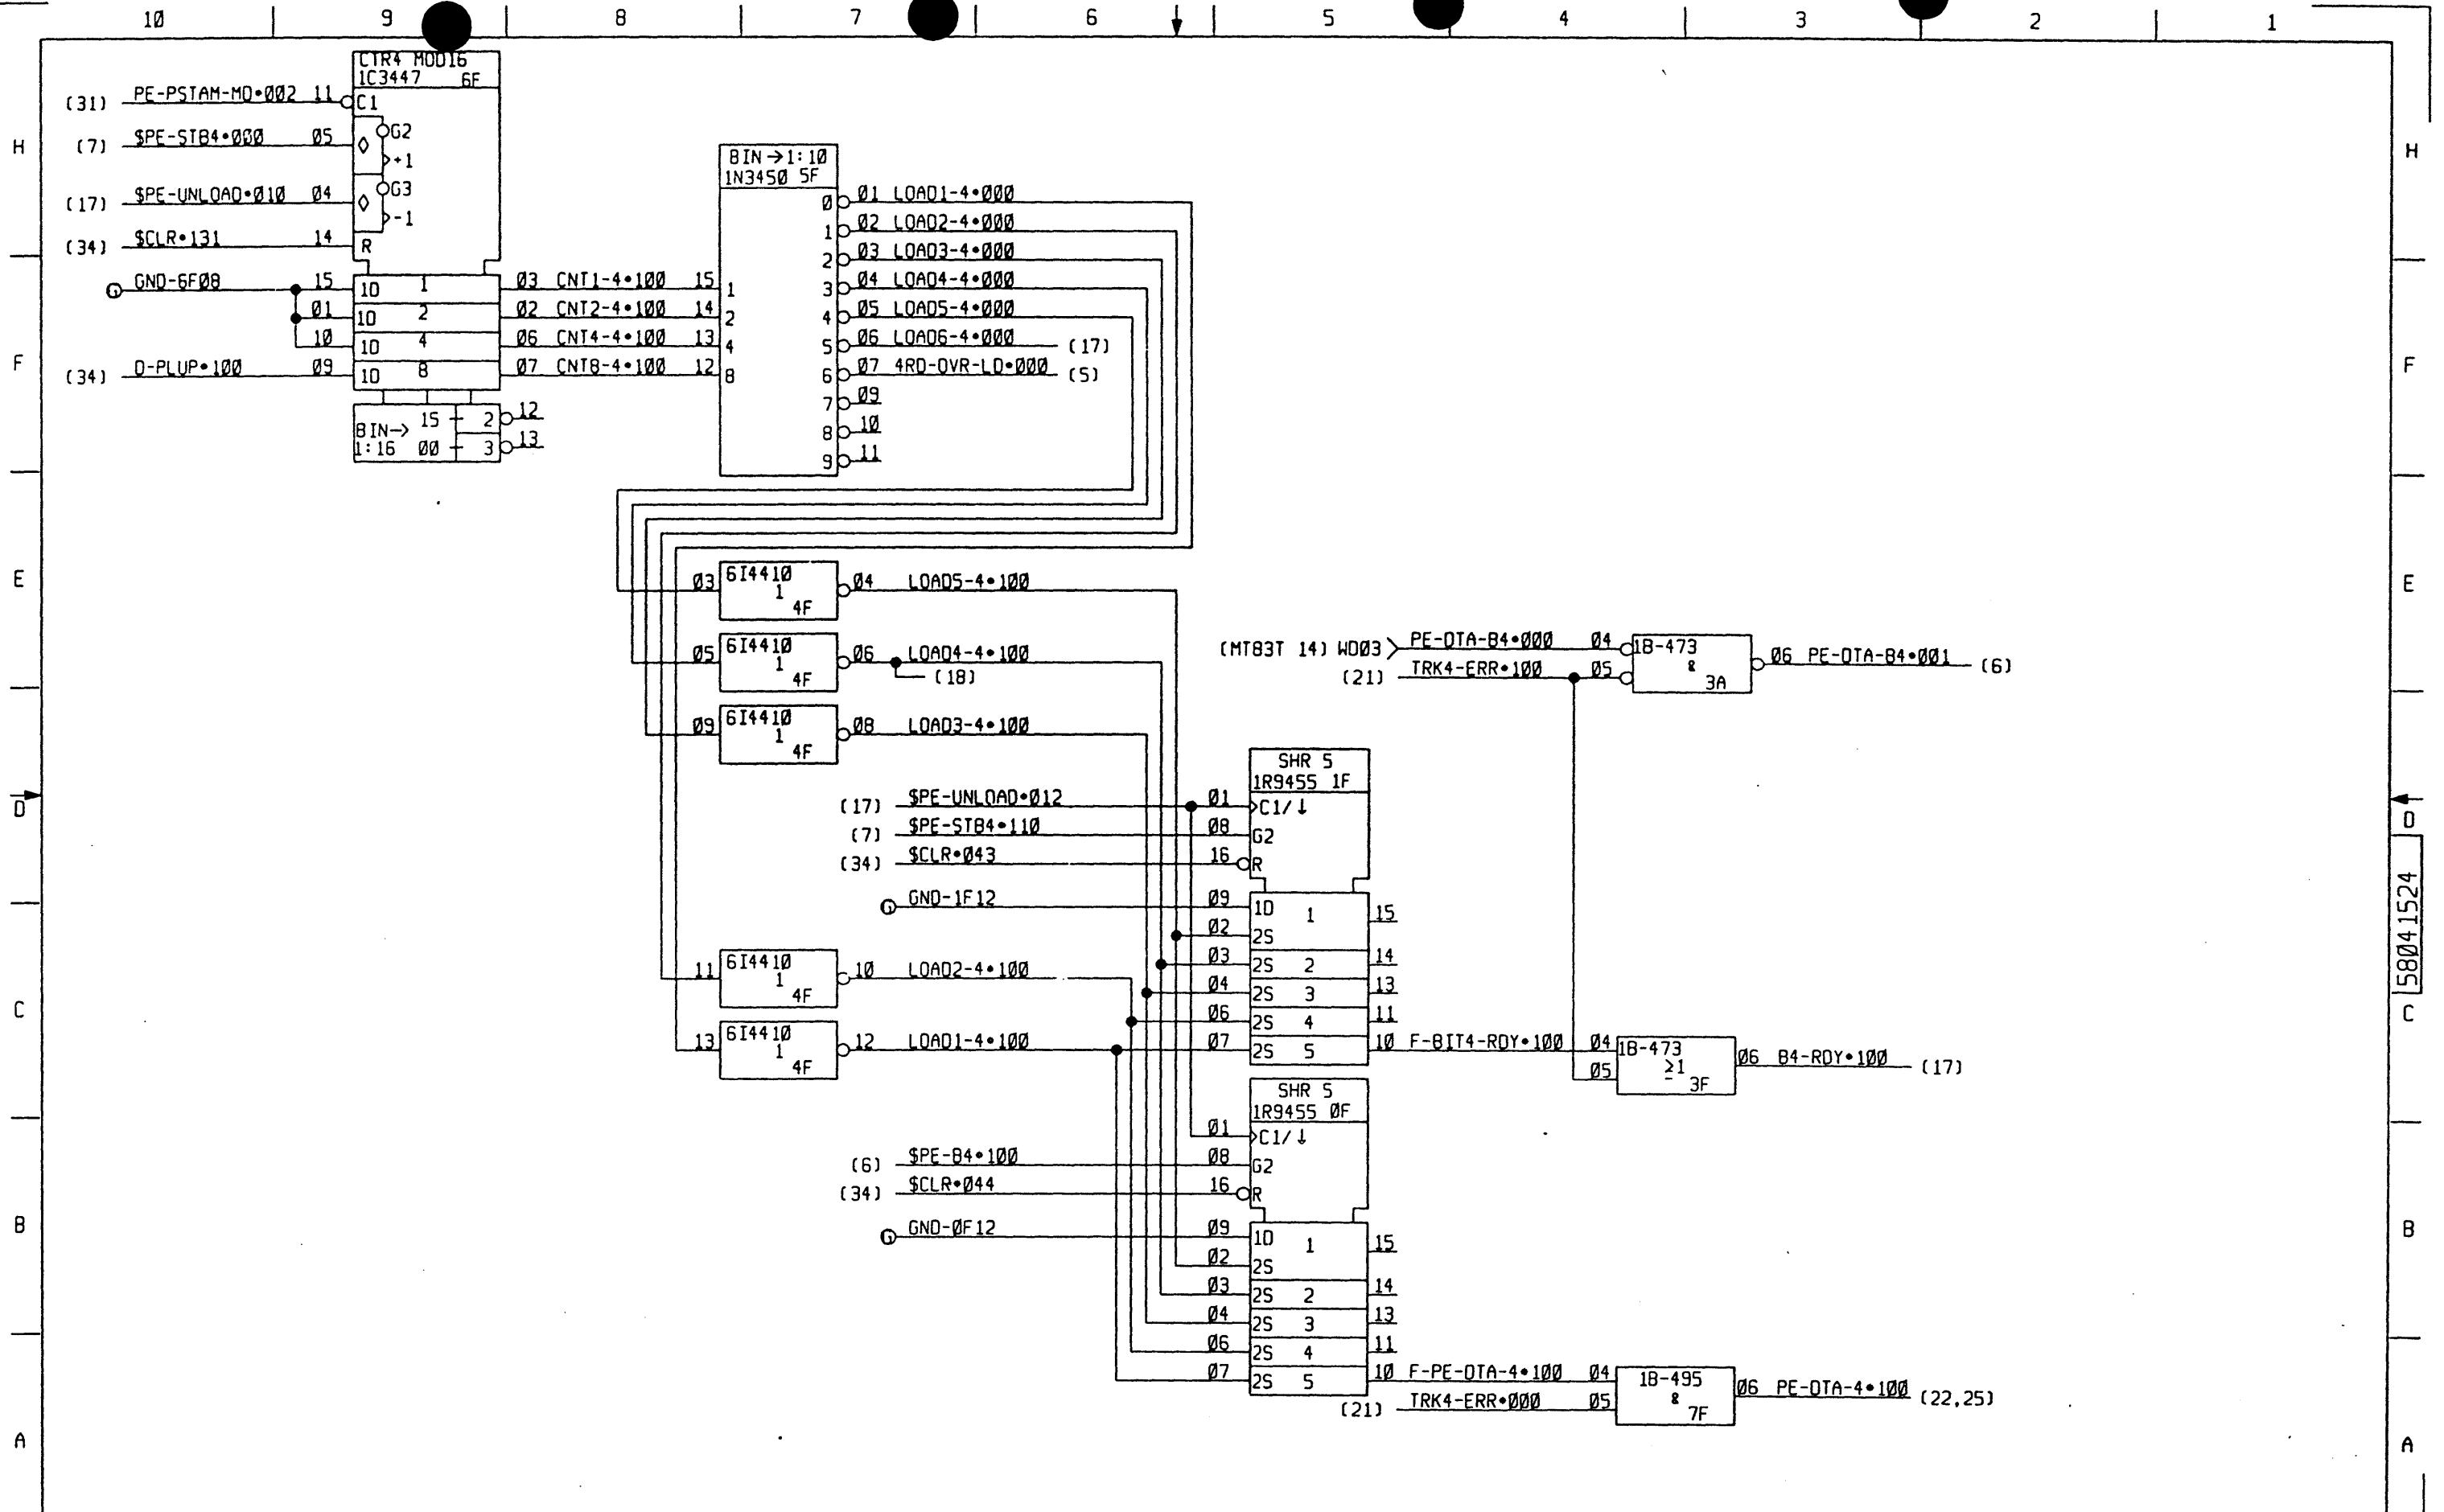 10 9 8 7 6 5 4 3 2 1
CTR4 MOD16
1C3447 6F
(31) PE-PSTAM-MD•002 11 C1
(7) $PE-STB4•000 05 G2
+1
(17) $PE-UNLOAD•010 04 G3
-1
(34) $CLR•131 14 R
GND-6F08 15 1D 1 03 CNT1-4•100 15 1
01 1D 2 02 CNT2-4•100 14 2
10 1D 4 06 CNT4-4•100 13 4
(34) D-PLUP•100 09 1D 8 07 CNT8-4•100 12 8
BIN→ 15 2 12
1:16 00 3 13
BIN→1:10
1N3450 5F
0 01 LOAD1-4•000
1 02 LOAD2-4•000
2 03 LOAD3-4•000
3 04 LOAD4-4•000
4 05 LOAD5-4•000
5 06 LOAD6-4•000 (17)
6 07 4RD-OVR-LD•000 (5)
7 09
8 10
9 11
03 6I4410 04 LOAD5-4•100
1
4F
05 6I4410 06 LOAD4-4•100
1 (18)
4F
09 6I4410 08 LOAD3-4•100
1
4F
11 6I4410 10 LOAD2-4•100
1
4F
13 6I4410 12 LOAD1-4•100
1
4F
(MT83T 14) WD03 PE-DTA-B4•000 04 1B-473 06 PE-DTA-B4•001 (6)
(21) TRK4-ERR•100 05 & 3A
SHR 5
1R9455 1F
(17) $PE-UNLOAD•012 01 C1/↓
(7) $PE-STB4•110 08 G2
(34) $CLR•043 16 R
GND-1F12 09 1D 1 15
02 2S
03 2S 2 14
04 2S 3 13
06 2S 4 11
07 2S 5 10 F-BIT4-RDY•100 04 1B-473 06 B4-RDY•100 (17)
05 ≥1 3F
SHR 5
1R9455 0F
01 C1/↓
(6) $PE-B4•100 08 G2
(34) $CLR•044 16 R
GND-0F12 09 1D 1 15
02 2S
03 2S 2 14
04 2S 3 13
06 2S 4 11
07 2S 5 10 F-PE-DTA-4•100 04 1B-495 06 PE-DTA-4•100 (22,25)
(21) TRK4-ERR•000 05 & 7F
H
F
E
D
C
B
A
H
F
E
D
58041524
C
B
A